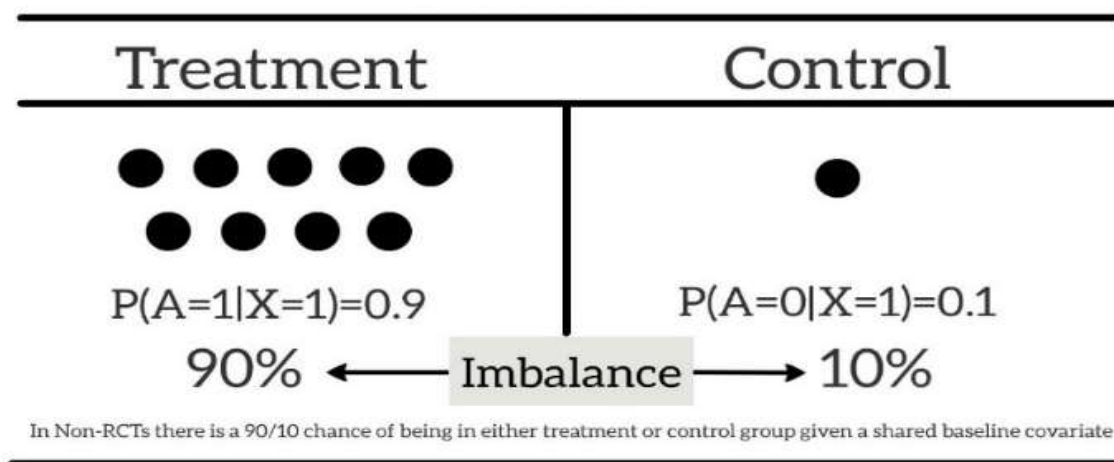 Treatment Control
P(A=1|X=1)=0.9 P(A=0|X=1)=0.1
90% Imbalance 10%
In Non-RCTs there is a 90/10 chance of being in either treatment or control group given a shared baseline covariate